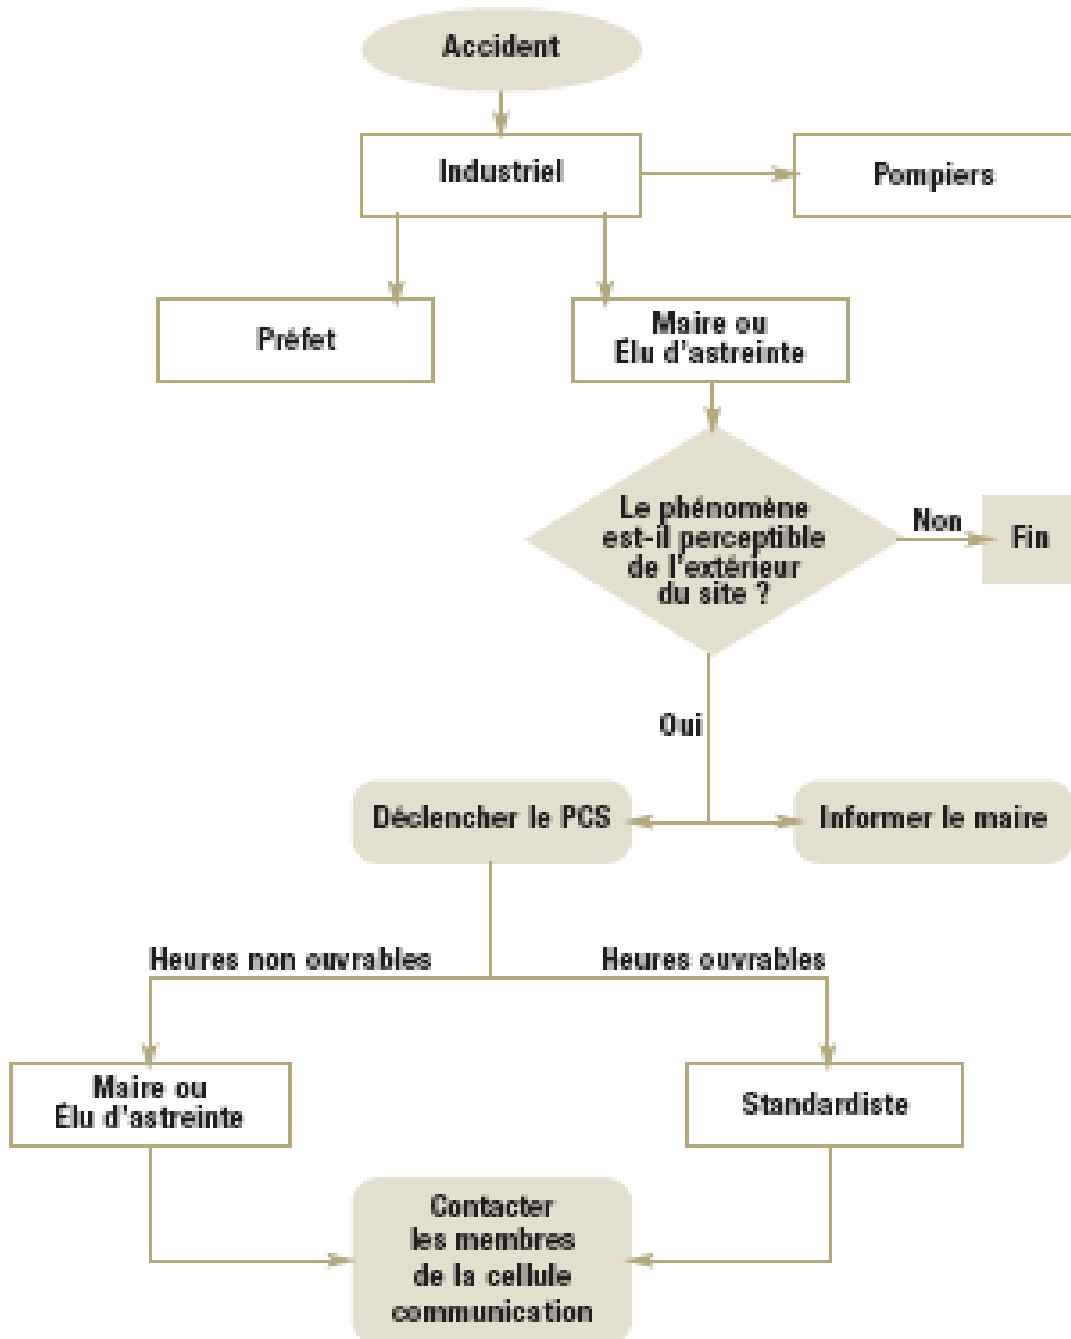 Accident
Industriel
Pompiers
Préfet
Maire ou
Élu d'astreinte
Le phénomène
est-il perceptible
de l'extérieur
du site ?
Non
Fin
Oui
Déclencher le PCS
Informer le maire
Heures non ouvrables
Heures ouvrables
Maire ou
Élu d'astreinte
Standardiste
Contacter
les membres
de la cellule
communication